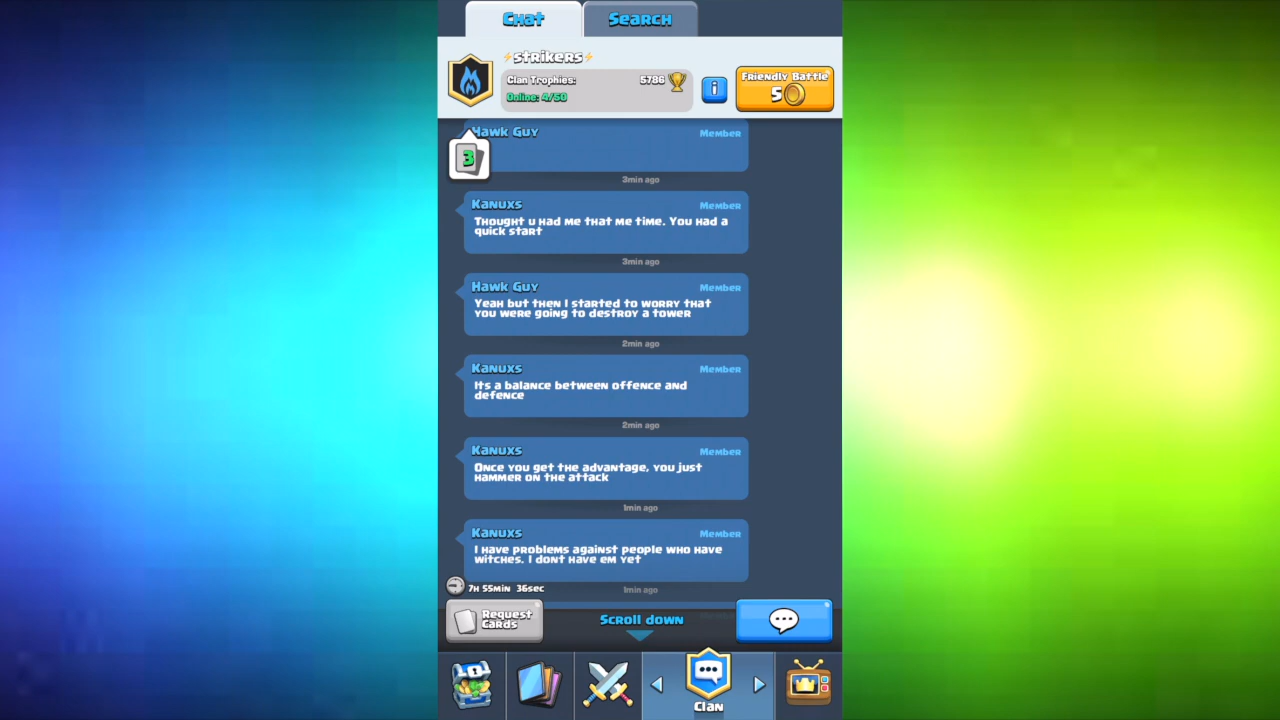 Chat
Search
⚡strikers⚡
Clan Trophies: 5786
Online: 4/50
i
Friendly Battle
5
Hawk Guy Member
3
3min ago
Kanuxs Member
Thought u had me that me time. You had a
quick start
3min ago
Hawk Guy Member
Yeah but then I started to worry that
you were going to destroy a tower
2min ago
Kanuxs Member
Its a balance between offence and
defence
2min ago
Kanuxs Member
Once you get the advantage, you just
hammer on the attack
1min ago
Kanuxs Member
I have problems against people who have
witches. I dont have em yet
7h 55min 36sec
1min ago
Request
Cards
Scroll down
Clan